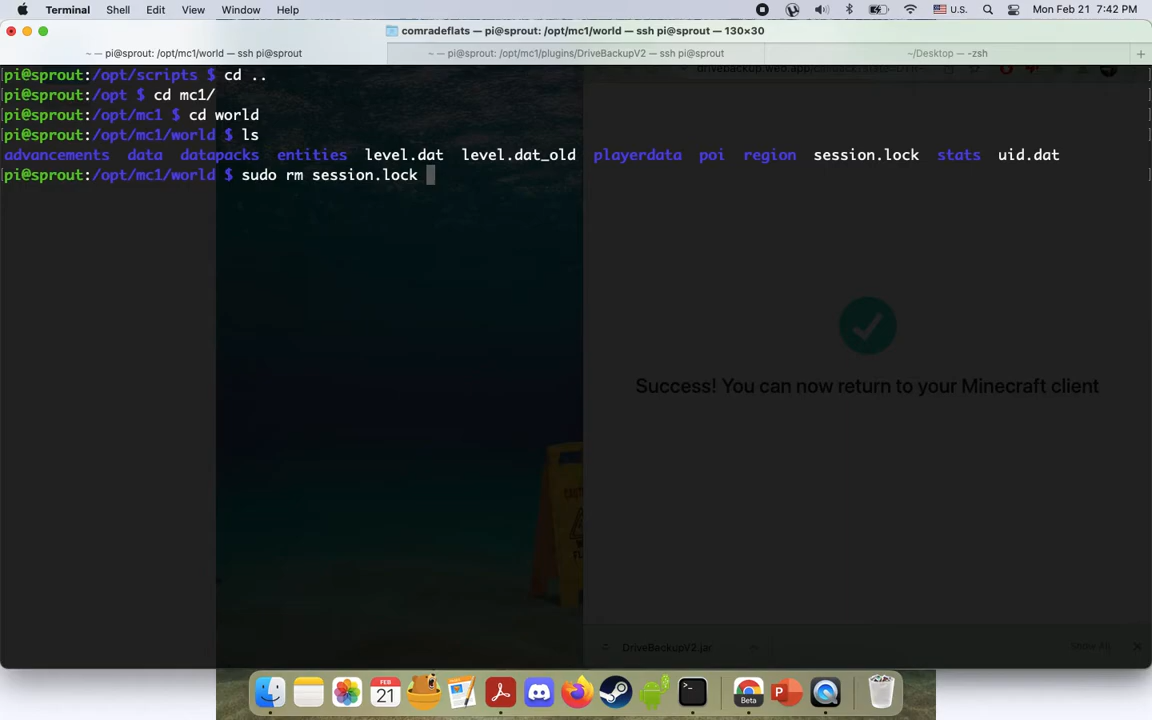 Terminal Shell Edit View Window Help U.S. Mon Feb 21 7:42 PM
comradeflats — pi@sprout: /opt/mc1/world — ssh pi@sprout — 130×30
~ — pi@sprout: /opt/mc1/world — ssh pi@sprout ~ — pi@sprout: /opt/mc1/plugins/DriveBackupV2 — ssh pi@sprout ~/Desktop — -zsh +
[pi@sprout:/opt/scripts $ cd ..
[pi@sprout:/opt $ cd mc1/
[pi@sprout:/opt/mc1 $ cd world
[pi@sprout:/opt/mc1/world $ ls
advancements data datapacks entities level.dat level.dat_old playerdata poi region session.lock stats uid.dat
[pi@sprout:/opt/mc1/world $ sudo rm session.lock
Success! You can now return to your Minecraft client
DriveBackupV2.jar Show All
FEB
21
Beta